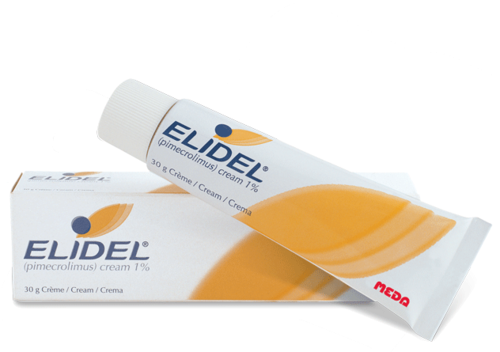 ELIDEL®
(pimecrolimus) cream 1%
30 g Crème / Cream / Crema
MEDA
ELIDEL®
(pimecrolimus) cream 1%
30 g Crème / Cream / Crema